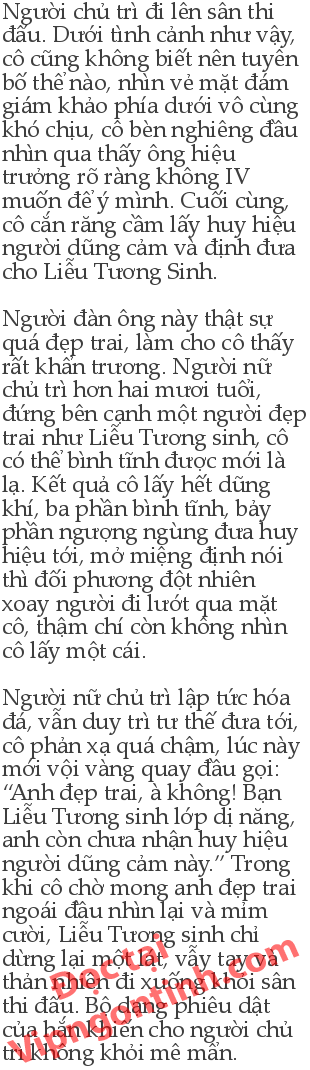 Người chủ trì đi lên sân thi
đấu. Dưới tình cảnh như vậy,
cô cũng không biết nên tuyên
bố thế nào, nhìn vẻ mặt đám
giám khảo phía dưới vô cùng
khó chịu, cô bèn nghiêng đầu
nhìn qua thấy ông hiệu
trưởng rõ ràng không IV
muốn để ý mình. Cuối cùng,
cô cắn răng cầm lấy huy hiệu
người dũng cảm và định đưa
cho Liễu Tương Sinh.
Người đàn ông này thật sự
quá đẹp trai, làm cho cô thấy
rất khẩn trương. Người nữ
chủ trì hơn hai mươi tuổi,
đứng bên cạnh một người đẹp
trai như Liễu Tương sinh, cô
có thể bình tĩnh được mới là
lạ. Kết quả cô lấy hết dũng
khí, ba phần bình tĩnh, bảy
phần ngượng ngùng đưa huy
hiệu tới, mở miệng định nói
thì đối phương đột nhiên
xoay người đi lướt qua mặt
cô, thậm chí còn không nhìn
cô lấy một cái.
Người nữ chủ trì lập tức hóa
đá, vẫn duy trì tư thế đưa tới,
cô phản xạ quá chậm, lúc này
mới vội vàng quay đầu gọi:
“Anh đẹp trai, à không! Bạn
Liễu Tương sinh lớp dị năng,
anh còn chưa nhận huy hiệu
người dũng cảm này.” Trong
khi cô chờ mong anh đẹp trai
ngoái đầu nhìn lại và mỉm
cười, Liễu Tương sinh chỉ
dừng lại một lát, vẫy tay và
thản nhiên đi xuống khỏi sân
thi đấu. Bộ dạng phiêu dật
của hắn khiến cho người chủ
trì không khỏi mê mẩn.
Đọc tại
Vipngontinh.com